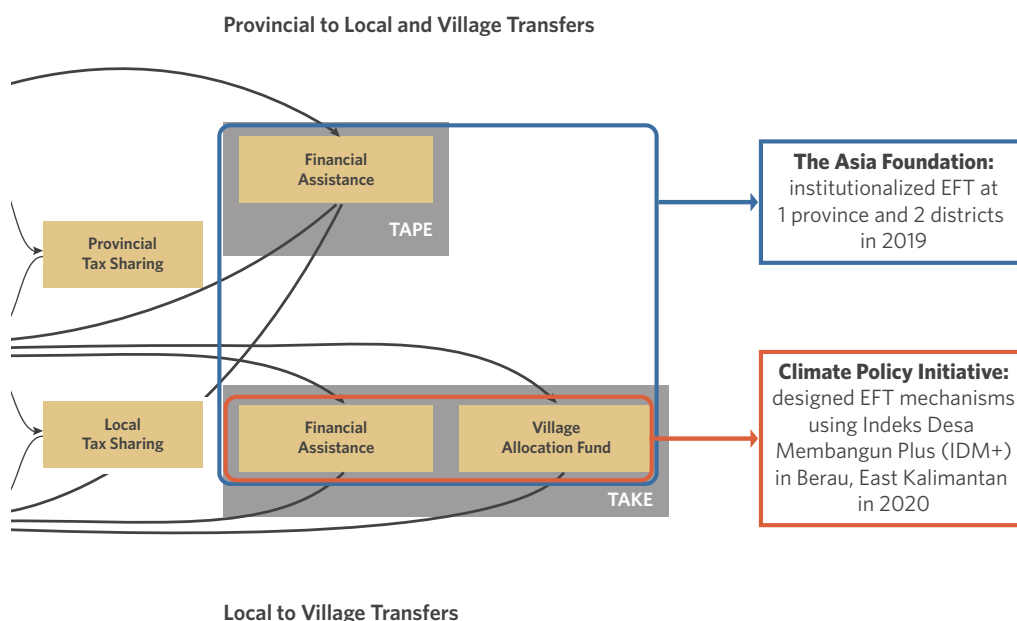 Provincial to Local and Village Transfers
Financial
Assistance
TAPE
Provincial
Tax Sharing
The Asia Foundation:
institutionalized EFT at
1 province and 2 districts
in 2019
Local
Tax Sharing
Financial
Assistance
Village
Allocation Fund
TAKE
Climate Policy Initiative:
designed EFT mechanisms
using Indeks Desa
Membangun Plus (IDM+)
in Berau, East Kalimantan
in 2020
Local to Village Transfers